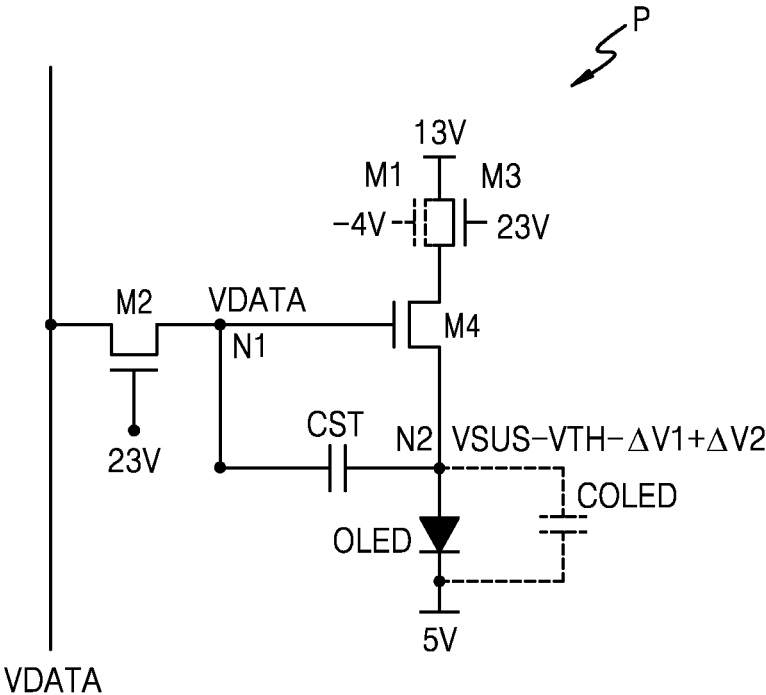 P
13V
M1 M3
-4V 23V
M2 VDATA
N1 M4
CST
23V
N2 VSUS-VTH-ΔV1+ΔV2
COLED
OLED
5V
VDATA